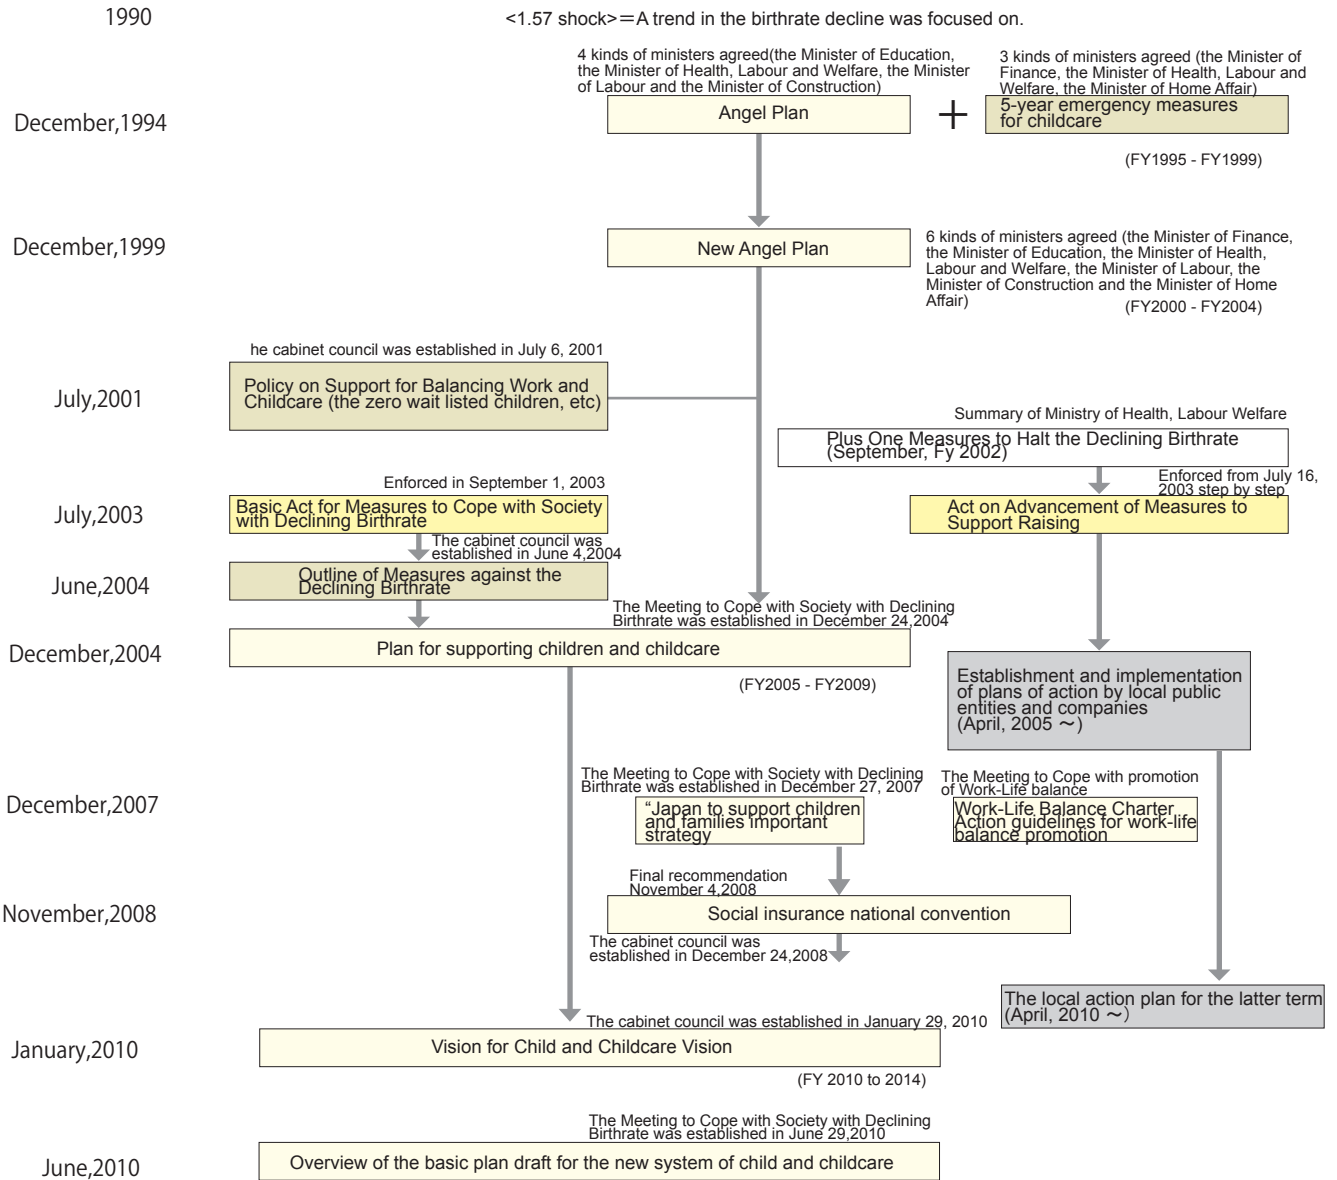 1990
<1.57 shock>＝A trend in the birthrate decline was focused on.
4 kinds of ministers agreed(the Minister of Education,
the Minister of Health, Labour and Welfare, the Minister
of Labour and the Minister of Construction)
3 kinds of ministers agreed (the Minister of
Finance, the Minister of Health, Labour and
Welfare, the Minister of Home Affair)
December,1994
Angel Plan
+
5-year emergency measures
for childcare
(FY1995 - FY1999)
December,1999
New Angel Plan
6 kinds of ministers agreed (the Minister of Finance,
the Minister of Education, the Minister of Health,
Labour and Welfare, the Minister of Labour, the
Minister of Construction and the Minister of Home
Affair)
(FY2000 - FY2004)
he cabinet council was established in July 6, 2001
July,2001
Policy on Support for Balancing Work and
Childcare (the zero wait listed children, etc)
Summary of Ministry of Health, Labour Welfare
Plus One Measures to Halt the Declining Birthrate
(September, Fy 2002)
Enforced from July 16,
2003 step by step
Enforced in September 1, 2003
July,2003
Basic Act for Measures to Cope with Society
with Declining Birthrate
Act on Advancement of Measures to
Support Raising
The cabinet council was
established in June 4,2004
June,2004
Outline of Measures against the
Declining Birthrate
The Meeting to Cope with Society with Declining
Birthrate was established in December 24,2004
December,2004
Plan for supporting children and childcare
(FY2005 - FY2009)
Establishment and implementation
of plans of action by local public
entities and companies
(April, 2005 ～)
The Meeting to Cope with Society with Declining
Birthrate was established in December 27, 2007
The Meeting to Cope with promotion
of Work-Life balance
December,2007
“Japan to support children
and families important
strategy
Work-Life Balance Charter
Action guidelines for work-life
balance promotion
Final recommendation
November 4,2008
November,2008
Social insurance national convention
The cabinet council was
established in December 24,2008
The local action plan for the latter term
(April, 2010 ～)
The cabinet council was established in January 29, 2010
January,2010
Vision for Child and Childcare Vision
(FY 2010 to 2014)
The Meeting to Cope with Society with Declining
Birthrate was established in June 29,2010
June,2010
Overview of the basic plan draft for the new system of child and childcare